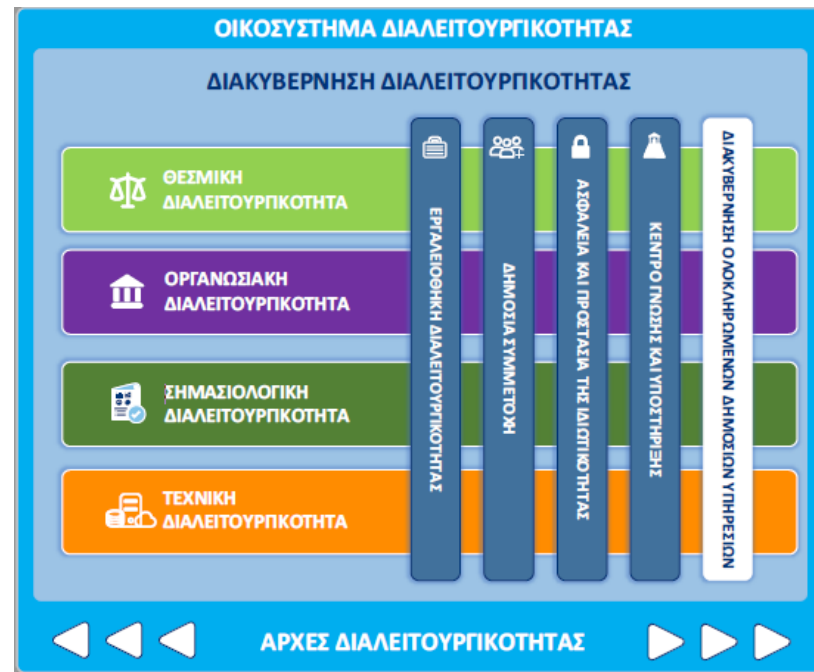 ΟΙΚΟΣΥΣΤΗΜΑ ΔΙΑΛΕΙΤΟΥΡΓΙΚΟΤΗΤΑΣ
ΔΙΑΚΥΒΕΡΝΗΣΗ ΔΙΑΛΕΙΤΟΥΡΓΙΚΟΤΗΤΑΣ
ΘΕΣΜΙΚΗ
ΔΙΑΛΕΙΤΟΥΡΓΙΚΟΤΗΤΑ
ΟΡΓΑΝΩΣΙΑΚΗ
ΔΙΑΛΕΙΤΟΥΡΓΙΚΟΤΗΤΑ
ΣΗΜΑΣΙΟΛΟΓΙΚΗ
ΔΙΑΛΕΙΤΟΥΡΓΙΚΟΤΗΤΑ
ΤΕΧΝΙΚΗ
ΔΙΑΛΕΙΤΟΥΡΓΙΚΟΤΗΤΑ
ΕΡΓΑΛΕΙΟΘΗΚΗ ΔΙΑΛΕΙΤΟΥΡΓΙΚΟΤΗΤΑΣ
ΔΗΜΟΣΙΑ ΣΥΜΜΕΤΟΧΗ
ΑΣΦΑΛΕΙΑ ΚΑΙ ΠΡΟΣΤΑΣΙΑ ΤΗΣ ΙΔΙΩΤΙΚΟΤΗΤΑΣ
ΚΕΝΤΡΟ ΓΝΩΣΗΣ ΚΑΙ ΥΠΟΣΤΗΡΙΞΗΣ
ΔΙΑΚΥΒΕΡΝΗΣΗ ΟΛΟΚΛΗΡΩΜΕΝΩΝ ΔΗΜΟΣΙΩΝ ΥΠΗΡΕΣΙΩΝ
ΑΡΧΕΣ ΔΙΑΛΕΙΤΟΥΡΓΙΚΟΤΗΤΑΣ